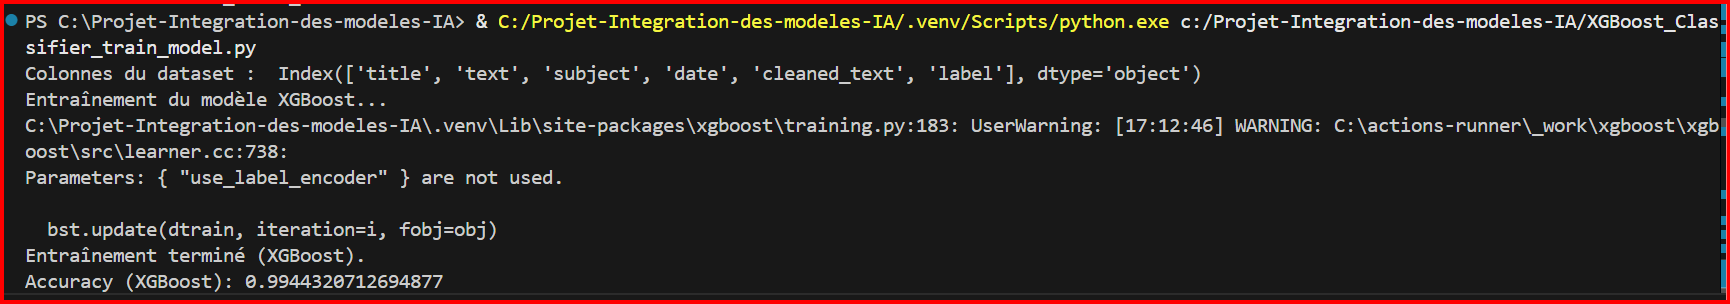 PS C:\Projet-Integration-des-modeles-IA> & C:/Projet-Integration-des-modeles-IA/.venv/Scripts/python.exe c:/Projet-Integration-des-modeles-IA/XGBoost_Clas
sifier_train_model.py
Colonnes du dataset :  Index(['title', 'text', 'subject', 'date', 'cleaned_text', 'label'], dtype='object')
Entraînement du modèle XGBoost...
C:\Projet-Integration-des-modeles-IA\.venv\Lib\site-packages\xgboost\training.py:183: UserWarning: [17:12:46] WARNING: C:\actions-runner\_work\xgboost\xgb
oost\src\learner.cc:738:
Parameters: { "use_label_encoder" } are not used.
  bst.update(dtrain, iteration=i, fobj=obj)
Entraînement terminé (XGBoost).
Accuracy (XGBoost): 0.9944320712694877